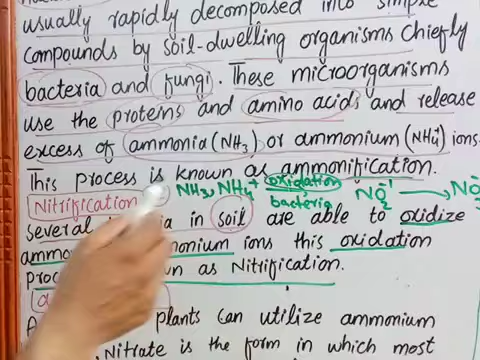 usually rapidly decomposed into simple
compounds by soil-dwelling organisms chiefly
bacteria and fungi. These microorganisms
use the proteins and amino acids and release
excess of ammonia (NH3) or ammonium (NH4+) ions.
This process is known as ammonification.
NH3, NH4+ oxidation bacteria NO2-1 → NO3
Nitrification
several in soil are able to oxidize
ions this oxidation
known as Nitrification.
plants can utilize ammonium
Nitrate is the form in which most